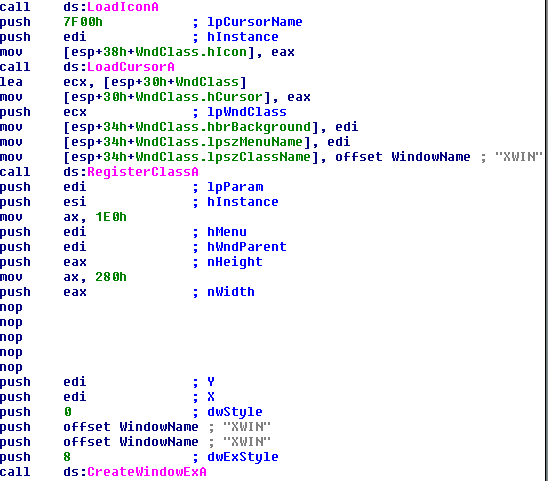 call ds:LoadIconA
push 7F00h ; lpCursorName
push edi ; hInstance
mov [esp+38h+WndClass.hIcon], eax
call ds:LoadCursorA
lea ecx, [esp+30h+WndClass]
mov [esp+30h+WndClass.hCursor], eax
push ecx ; lpWndClass
mov [esp+34h+WndClass.hbrBackground], edi
mov [esp+34h+WndClass.lpszMenuName], edi
mov [esp+34h+WndClass.lpszClassName], offset WindowName ; "XWIN"
call ds:RegisterClassA
push edi ; lpParam
push esi ; hInstance
mov ax, 1E0h
push edi ; hMenu
push edi ; hWndParent
push eax ; nHeight
mov ax, 280h
push eax ; nWidth
nop
nop
nop
nop
nop
push edi ; Y
push edi ; X
push 0 ; dwStyle
push offset WindowName ; "XWIN"
push offset WindowName ; "XWIN"
push 8 ; dwExStyle
call ds:CreateWindowExA